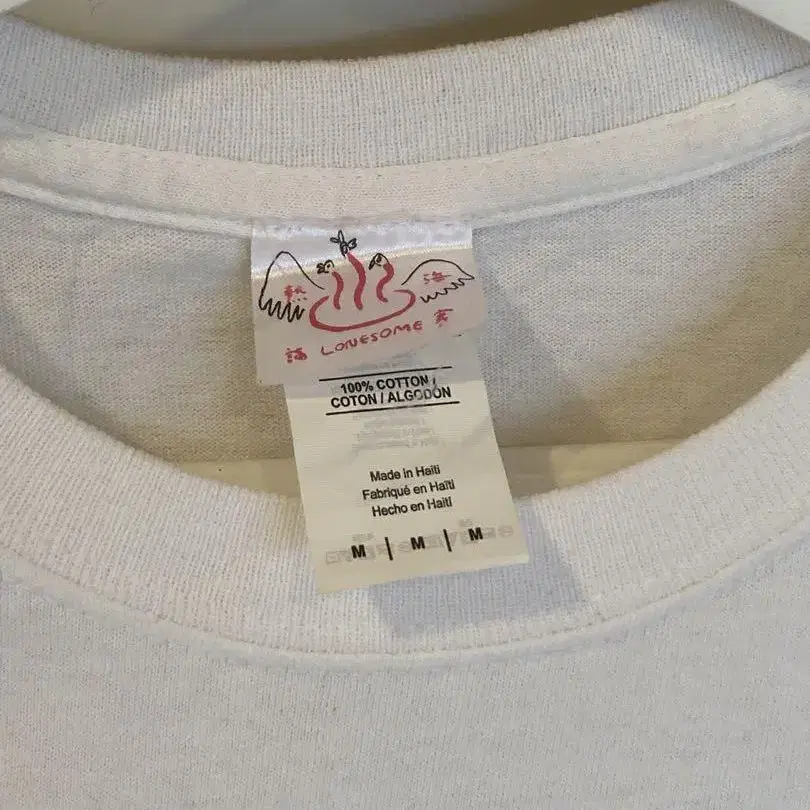 熱 海
LONESOME
100% COTTON /
COTON / ALGODÓN
Made in Haiti
Fabriqué en Haïti
Hecho en Haití
M | M | M